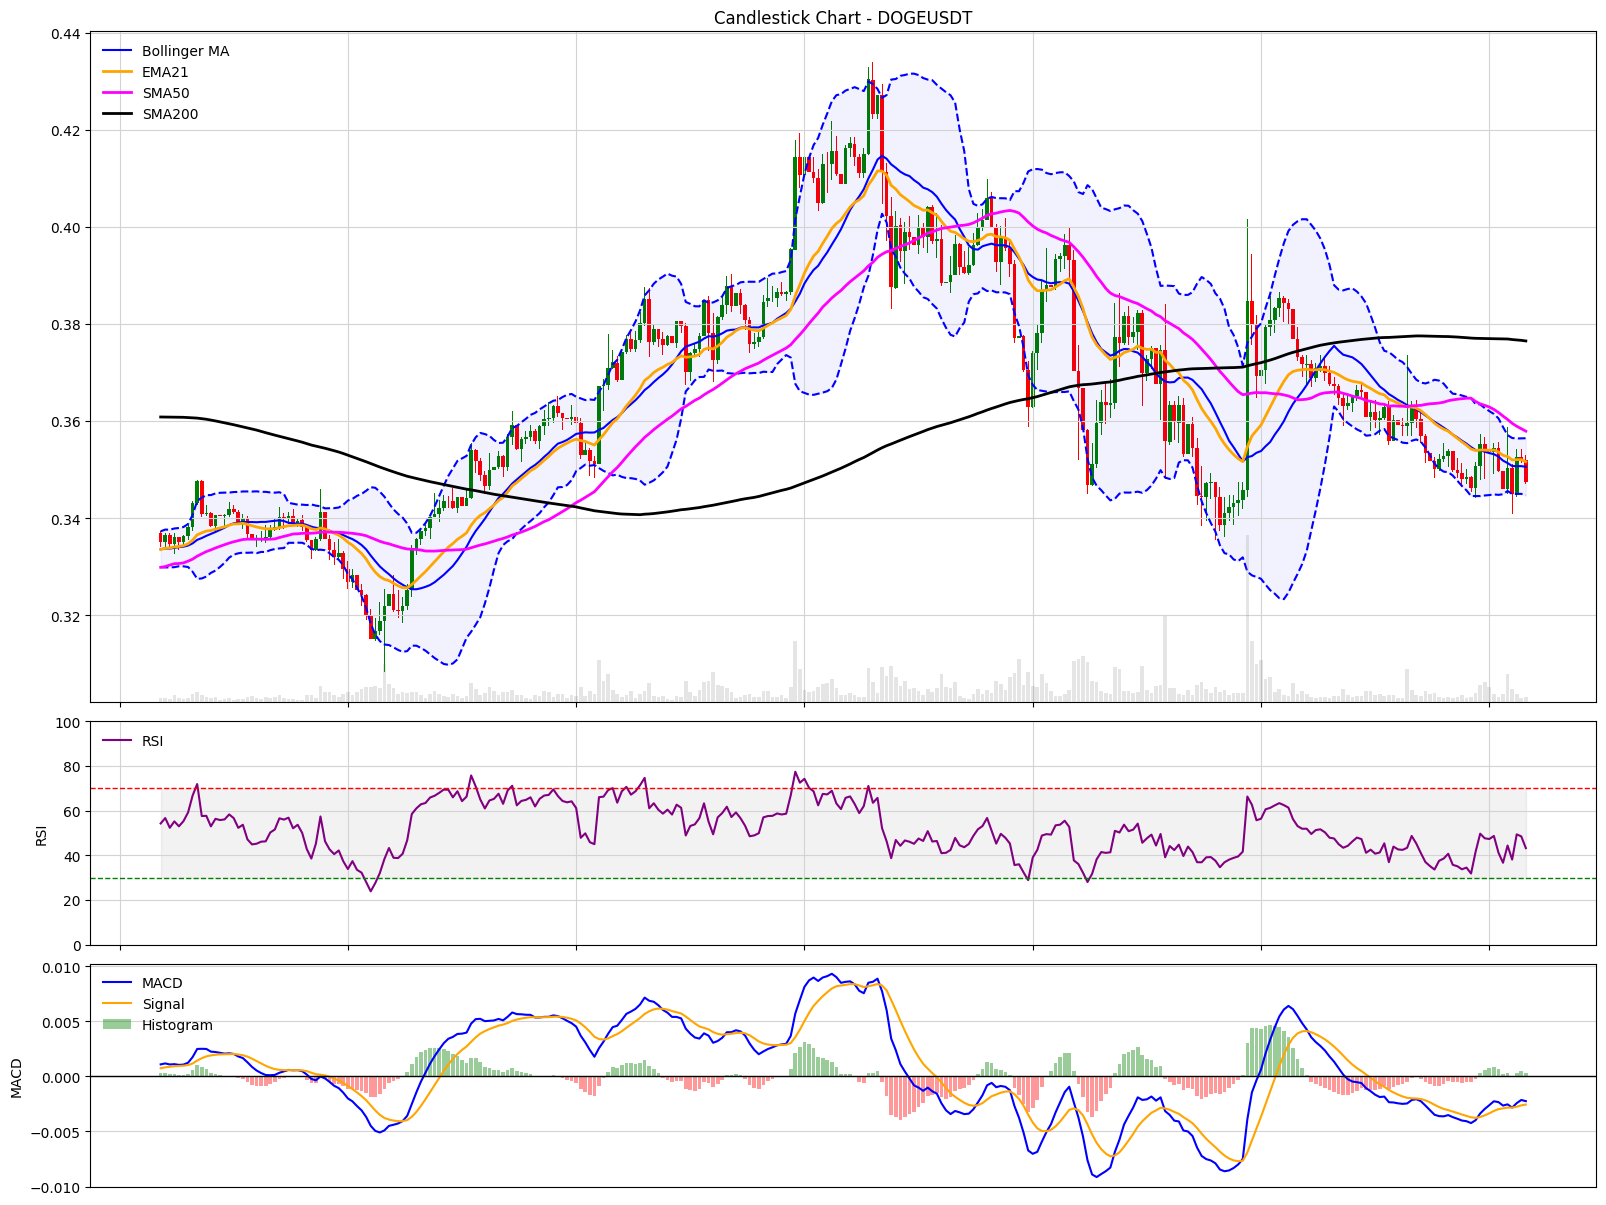 Candlestick Chart - DOGEUSDT
0.44
0.42
0.40
0.38
0.36
0.34
0.32
Bollinger MA
EMA21
SMA50
SMA200
100
80
60
40
20
0
RSI
RSI
0.010
0.005
0.000
−0.005
−0.010
MACD
MACD
Signal
Histogram